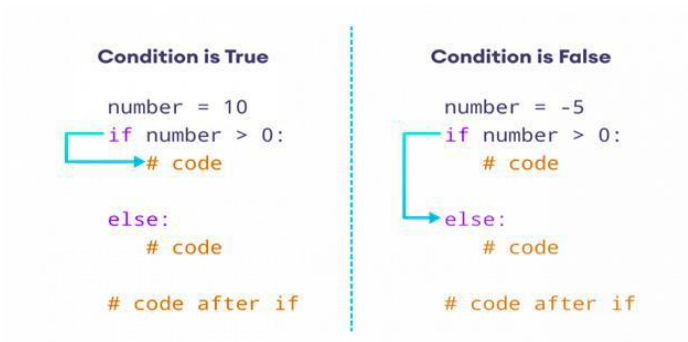 Condition is True
number = 10
if number > 0:
# code
else:
# code
# code after if
Condition is False
number = -5
if number > 0:
# code
else:
# code
# code after if